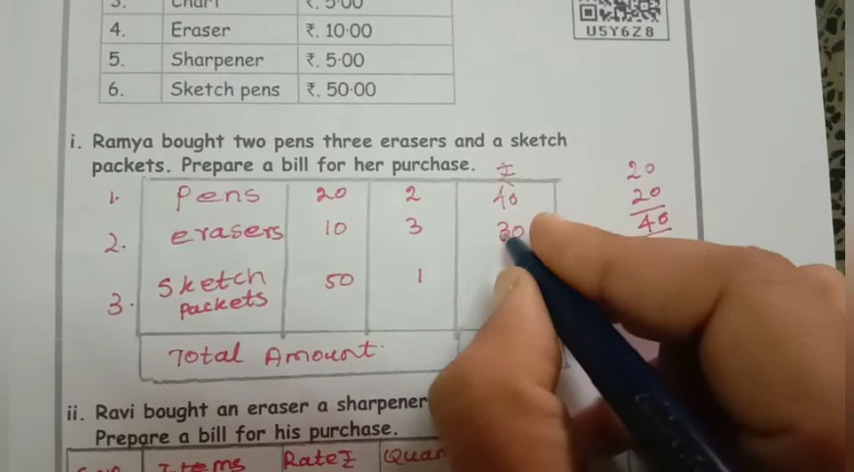 3. Chart ₹. 5·00
U5Y6Z8
4. Eraser ₹. 10·00
5. Sharpener ₹. 5·00
6. Sketch pens ₹. 50·00
i. Ramya bought two pens three erasers and a sketch
packets. Prepare a bill for her purchase.
₹
1. Pens 20 2 40
2. erasers 10 3 30
3. Sketch packets 50 1
Total Amount.
20
20
40
ii. Ravi bought an eraser a sharpener
Prepare a bill for his purchase.
Items Rate ₹